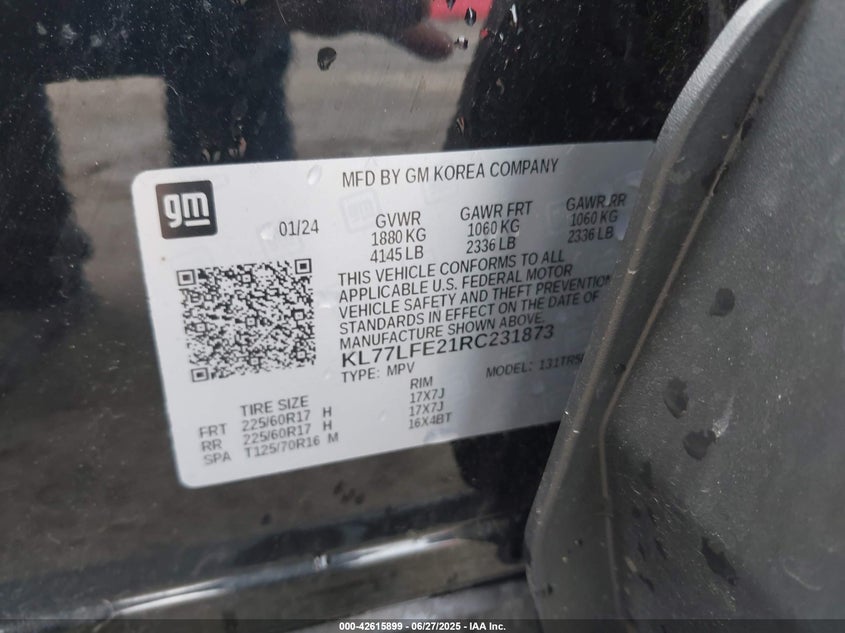 MFD BY GM KOREA COMPANY
gm
01/24
GVWR
1880 KG
4145 LB
GAWR FRT
1060 KG
2336 LB
GAWR RR
1060 KG
2336 LB
THIS VEHICLE CONFORMS TO ALL
APPLICABLE U.S. FEDERAL MOTOR
VEHICLE SAFETY AND THEFT PREVENTION
STANDARDS IN EFFECT ON THE DATE OF
MANUFACTURE SHOWN ABOVE.
KL77LFE21RC231873
TYPE: MPV
MODEL:
TIRE SIZE
RIM
FRT 225/60R17 H 17X7J
RR 225/60R17 H 17X7J
SPA T125/70R16 M 16X4BT
000-42615899 - 06/27/2025 - IAA Inc.